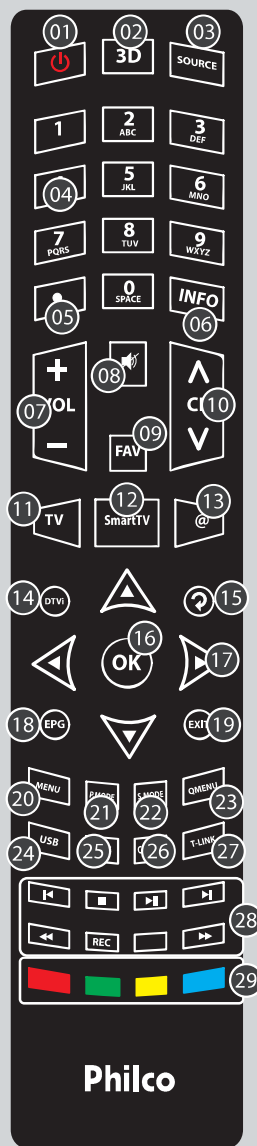 01 02 03
3D SOURCE
1 2 ABC 3 DEF
04 5 JKL 6 MNO
7 PQRS 8 TUV 9 WXYZ
05 0 SPACE INFO 06
+ 08
07 10
− 09
FAV
11 12 13
TV SmartTV @
14 DTVi 15
16
OK 17
18 EPG EXIT 19
MENU P.MODE S.MODE QMENU
20 21 22 23
USB T-LINK
24 25 26 27
28
REC
29
Philco